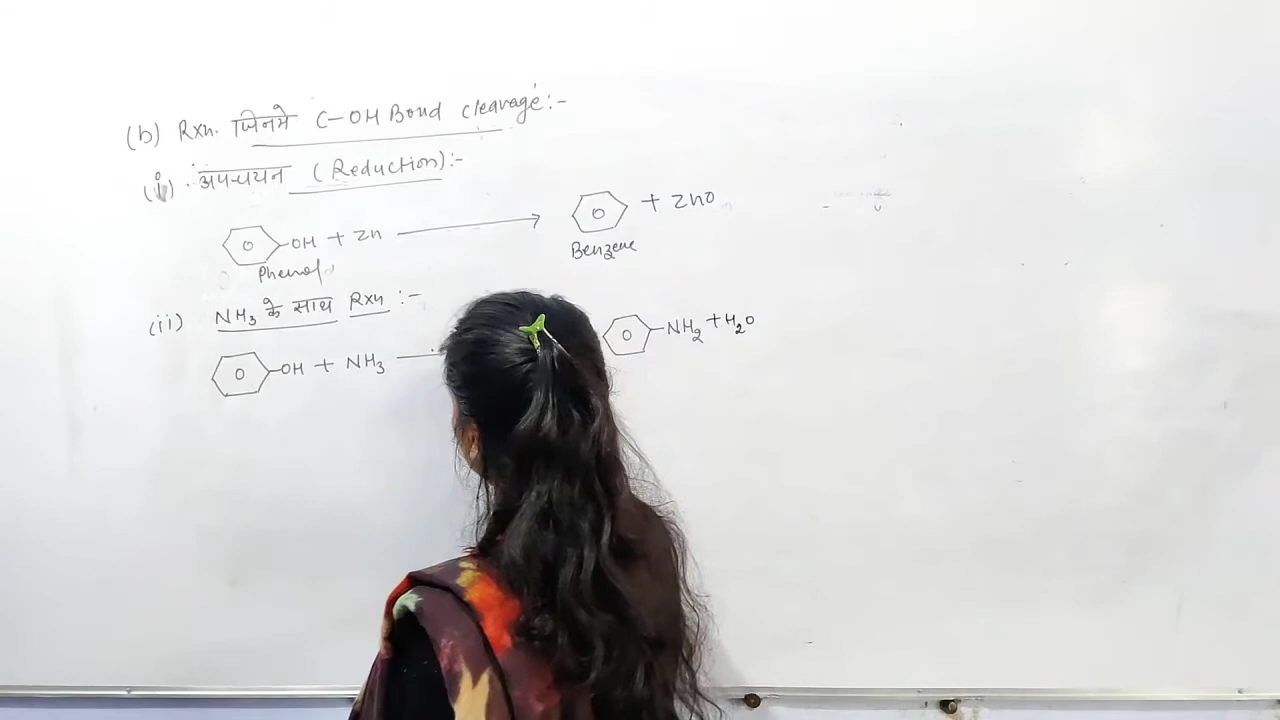 (b) Rxn. जिनमे C-OH Bond cleavage:-
(i) अपचयन (Reduction):-
-OH + Zn → + ZnO
Phenol Benzene
(ii) NH₃ के साथ Rxn :-
-OH + NH₃ — -NH₂ + H₂O